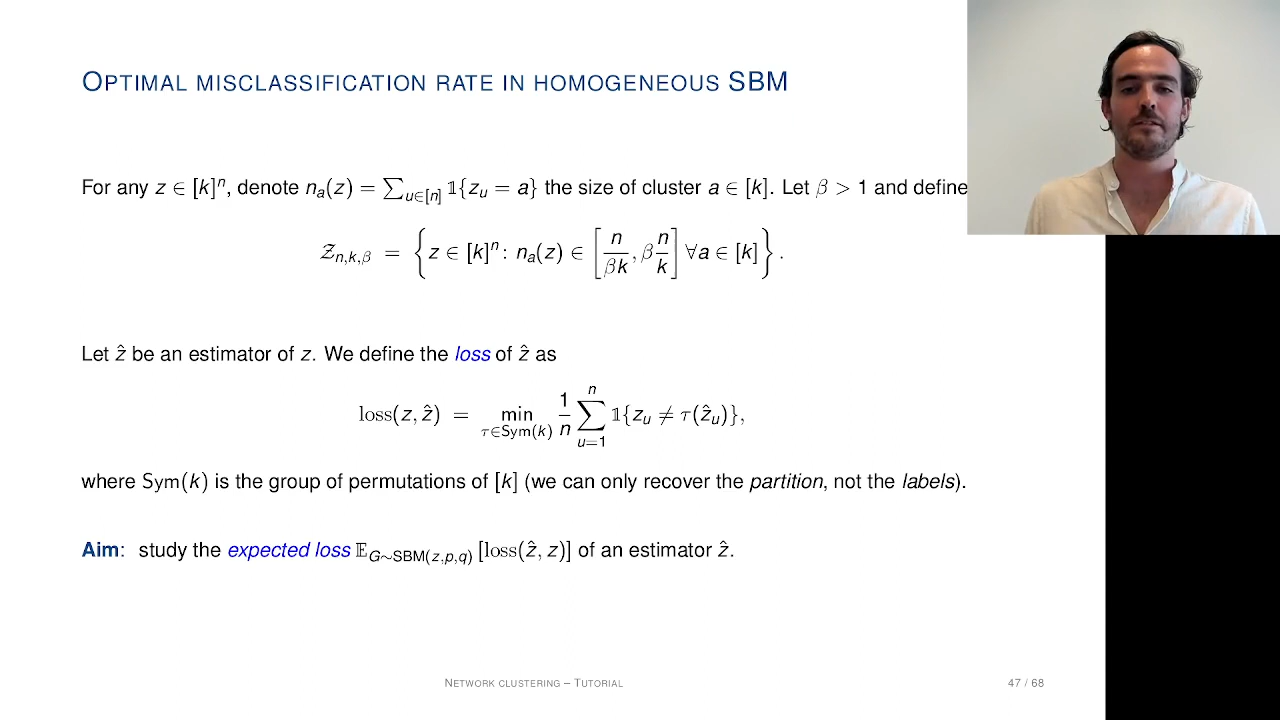 OPTIMAL MISCLASSIFICATION RATE IN HOMOGENEOUS SBM
For any z ∈ [k]ⁿ, denote nₐ(z) = ∑_{u∈[n]} 𝟙{z_u = a} the size of cluster a ∈ [k]. Let β > 1 and define
𝒵_{n,k,β} = { z ∈ [k]ⁿ : nₐ(z) ∈ [ n/βk , β n/k ] ∀a ∈ [k] } .
Let ẑ be an estimator of z. We define the loss of ẑ as
loss(z, ẑ) = min_{τ∈Sym(k)} 1/n ∑_{u=1}^{n} 𝟙{z_u ≠ τ(ẑ_u)},
where Sym(k) is the group of permutations of [k] (we can only recover the partition, not the labels).
Aim: study the expected loss 𝔼_{G∼SBM(z,p,q)} [loss(ẑ, z)] of an estimator ẑ.
NETWORK CLUSTERING – TUTORIAL
47 / 68